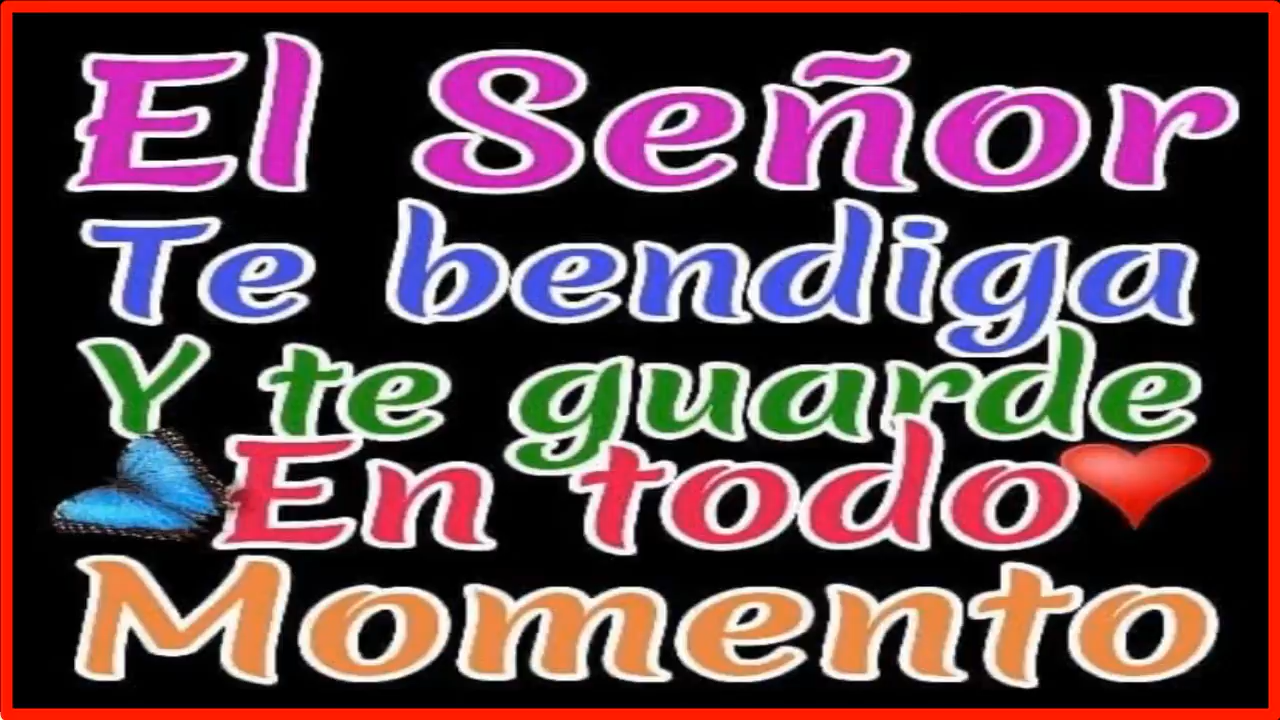 El Señor
Te bendiga
Y te guarde
En todo
Momento